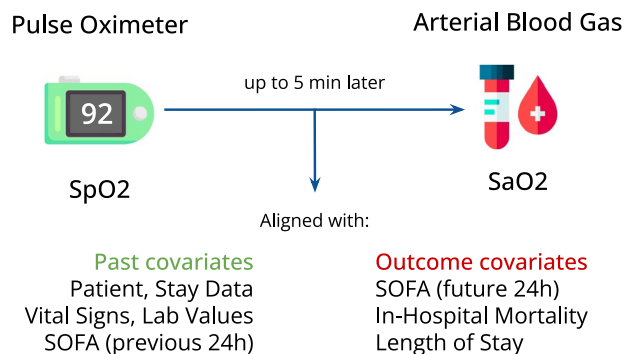 Pulse Oximeter
Arterial Blood Gas
up to 5 min later
92
SpO2
SaO2
Aligned with:
Past covariates
Patient, Stay Data
Vital Signs, Lab Values
SOFA (previous 24h)
Outcome covariates
SOFA (future 24h)
In-Hospital Mortality
Length of Stay